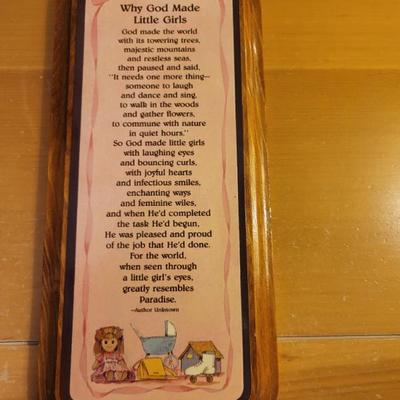 Why God Made
Little Girls
God made the world
with its towering trees,
majestic mountains
and restless seas,
then paused and said,
"It needs one more thing—
someone to laugh
and dance and sing,
to walk in the woods
and gather flowers,
to commune with nature
in quiet hours."
So God made little girls
with laughing eyes
and bouncing curls,
with joyful hearts
and infectious smiles,
enchanting ways
and feminine wiles,
and when He'd completed
the task He'd begun,
He was pleased and proud
of the job that He'd done.
For the world,
when seen through
a little girl's eyes,
greatly resembles
Paradise.
—Author Unknown